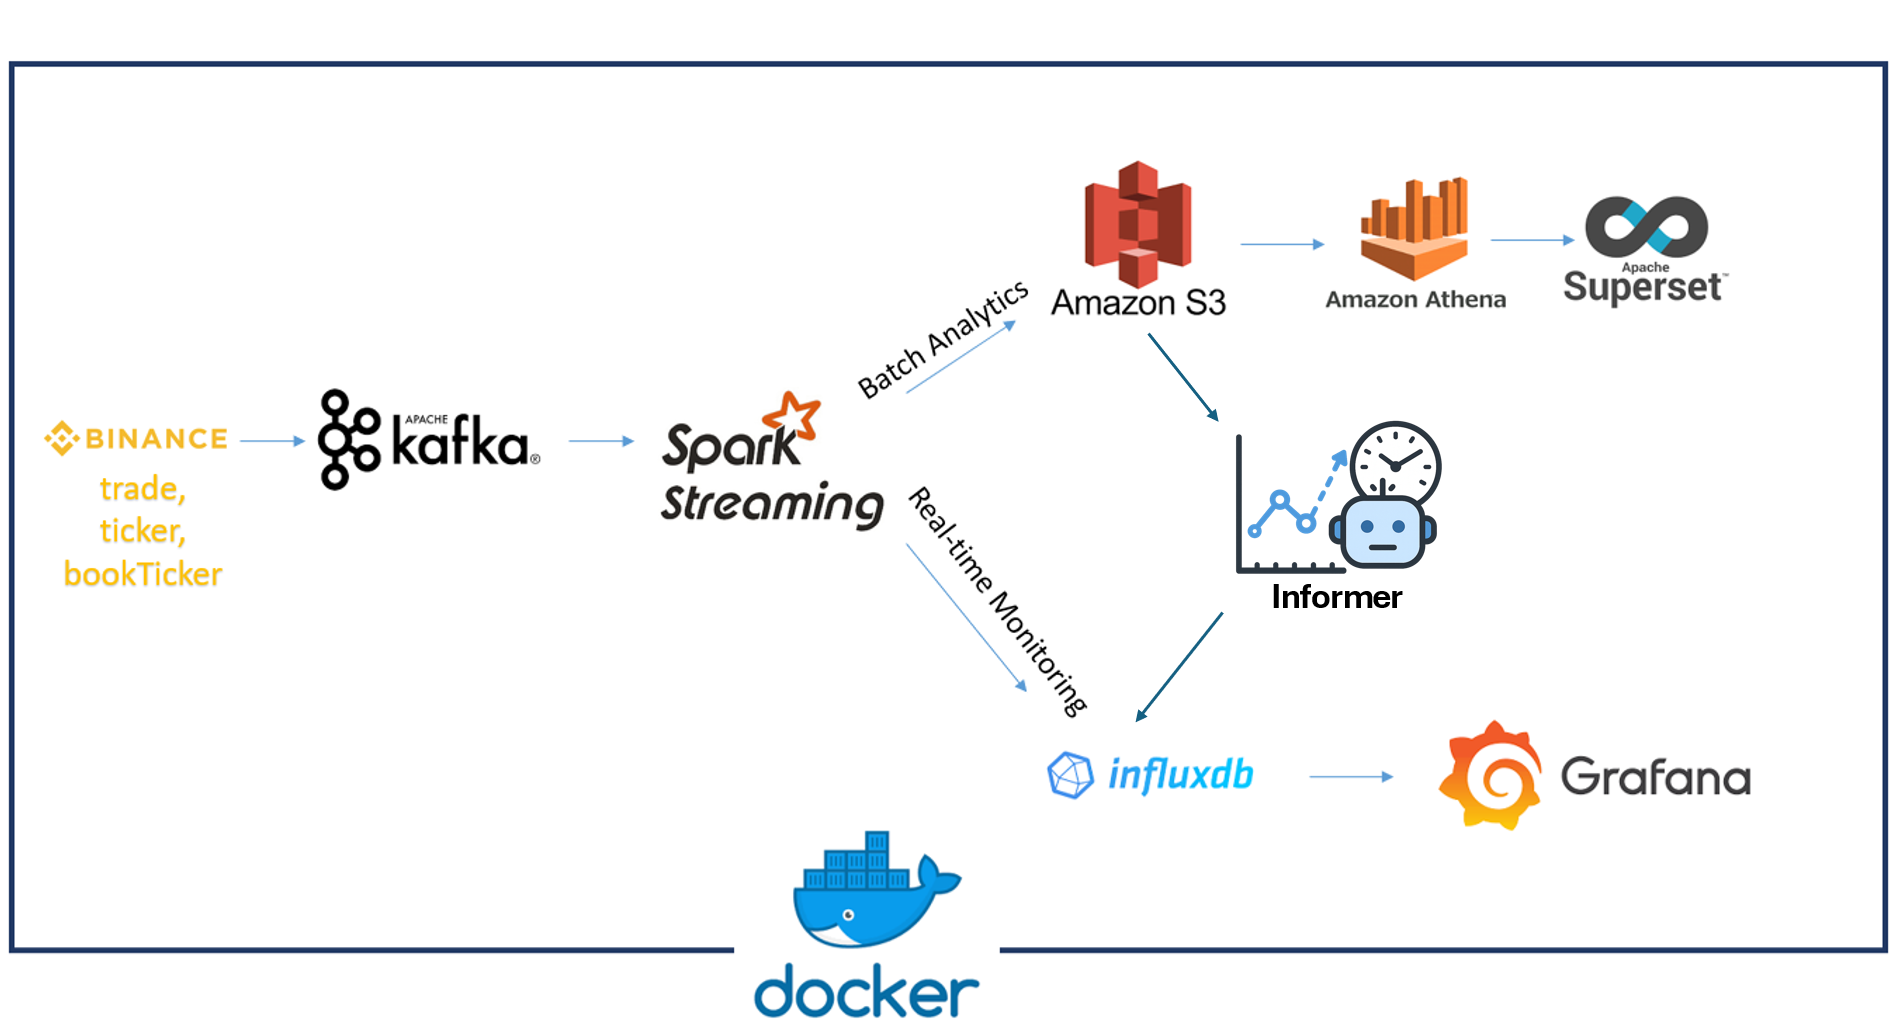 BINANCE
trade,
ticker,
bookTicker
APACHE
kafka®
Spark
Streaming
Batch Analytics
Real-time Monitoring
Amazon S3
Amazon Athena
Apache
Superset™
Informer
influxdb
Grafana
docker